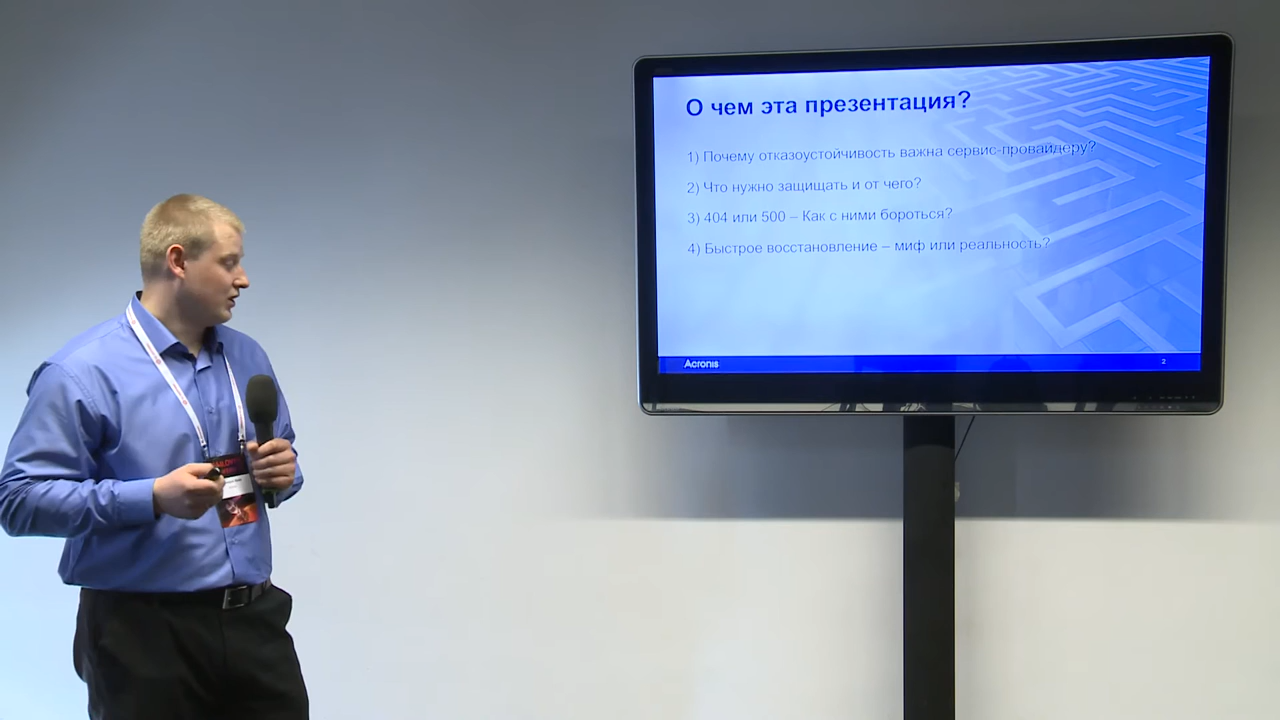 О чем эта презентация?
1) Почему отказоустойчивость важна сервис-провайдеру?
2) Что нужно защищать и от чего?
3) 404 или 500 – Как с ними бороться?
4) Быстрое восстановление – миф или реальность?
Acronis
2